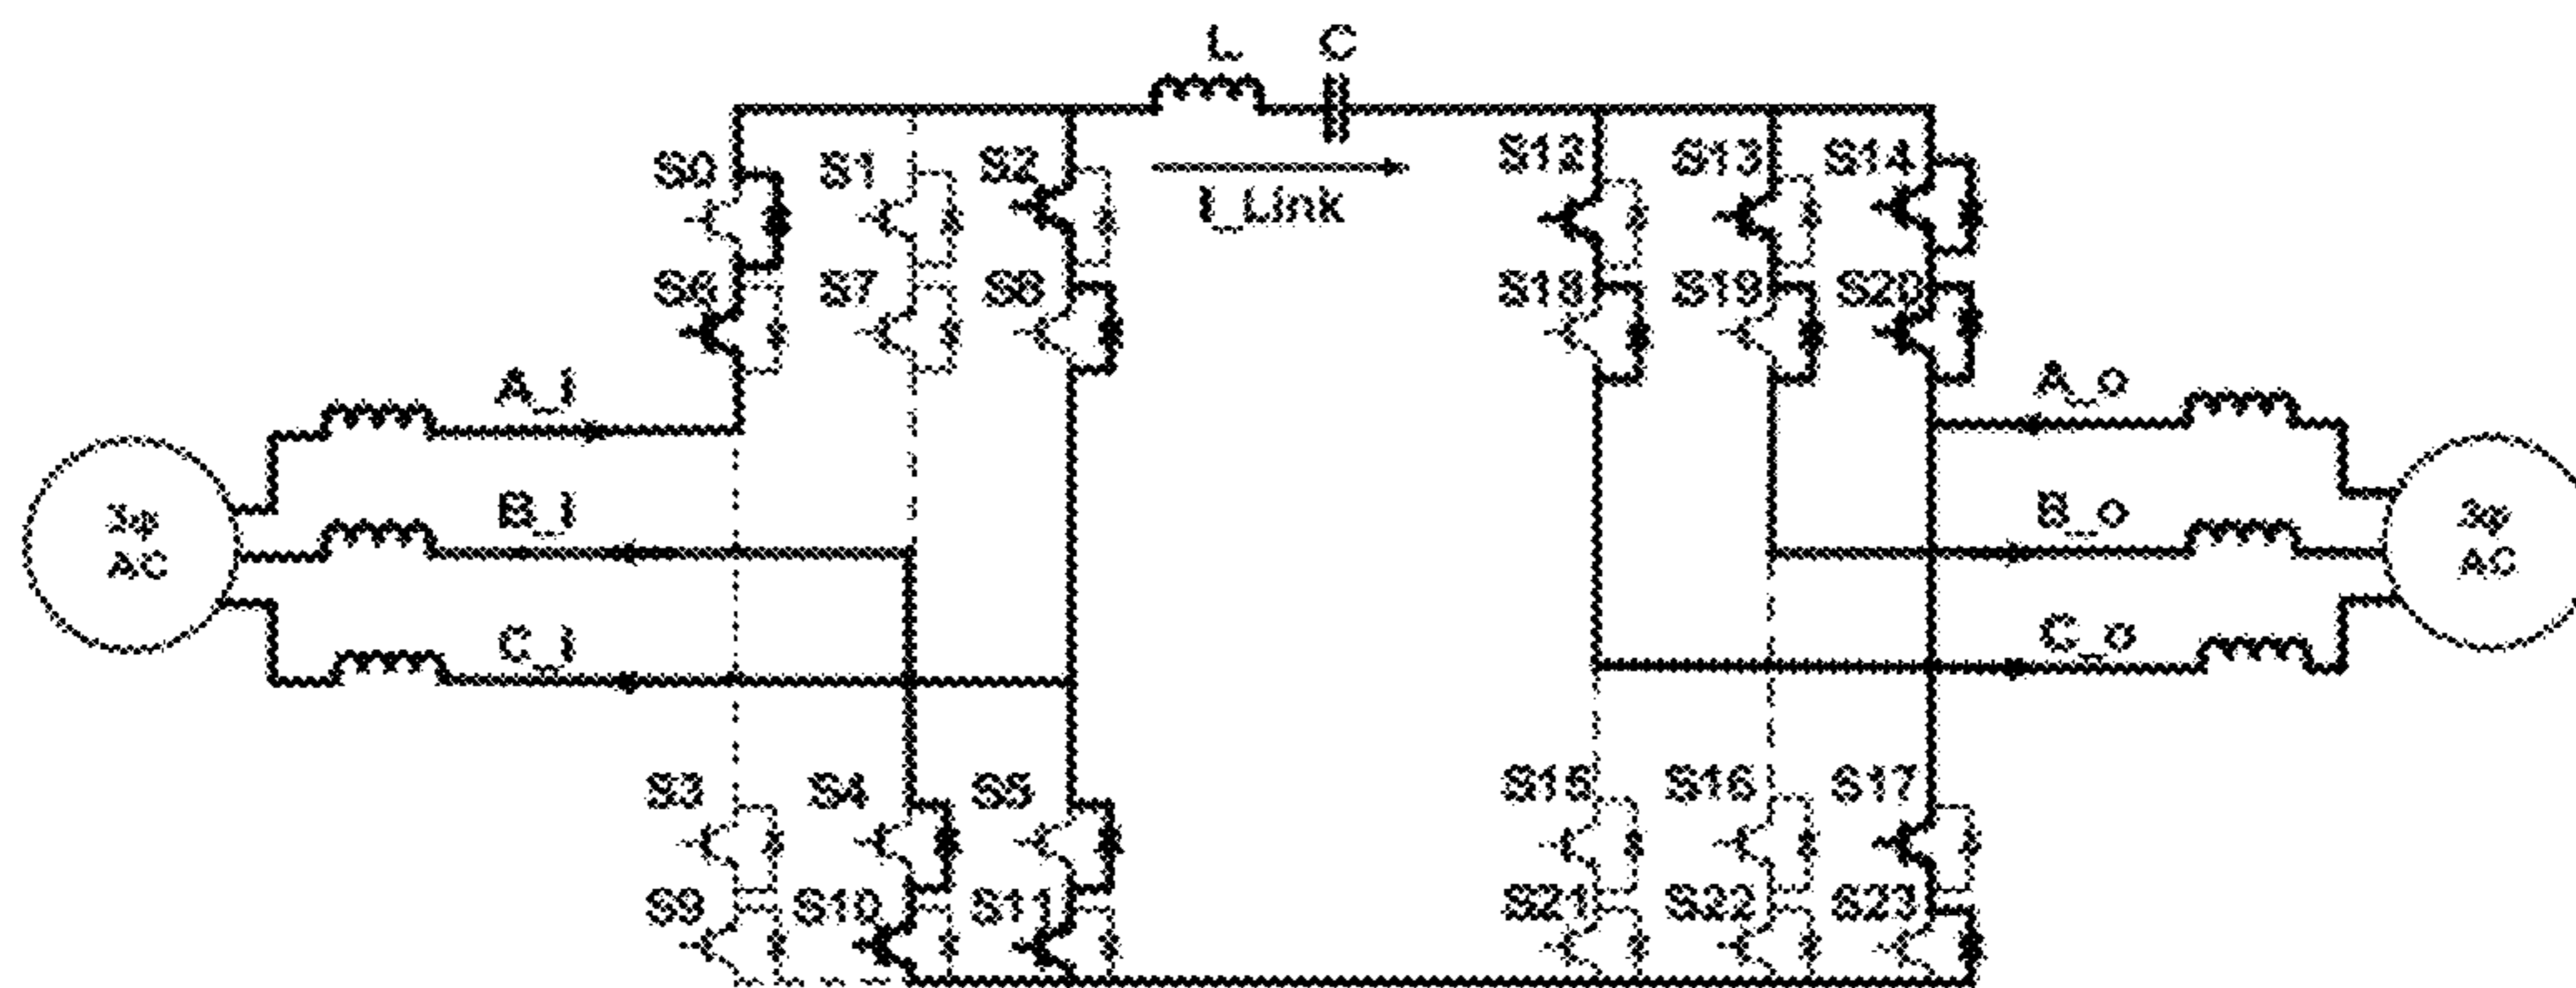 L C
S0 S1 S2 S12 S13 S14
I_Link
S6 S7 S8 S18 S19 S20
A_i A_o
B_i B_o
3φ AC 3φ AC
C_i C_o
S3 S4 S5 S15 S16 S17
S9 S10 S11 S21 S22 S23